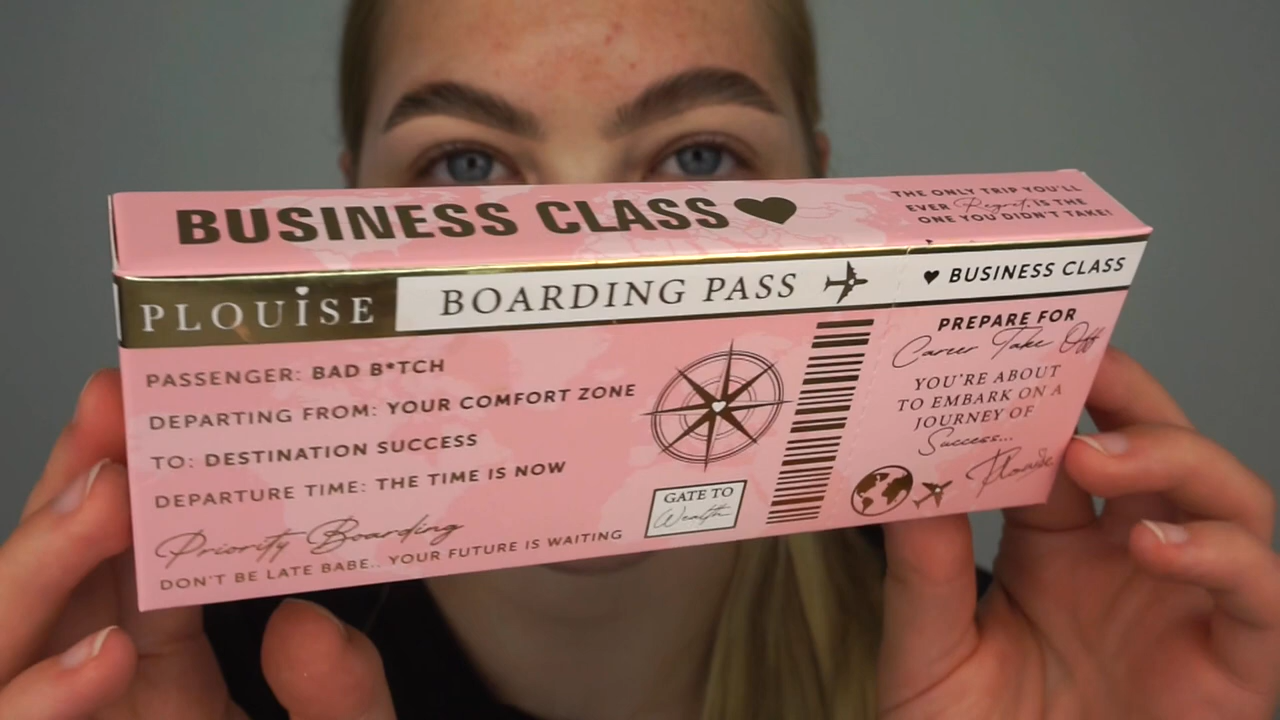 BUSINESS CLASS
THE ONLY TRIP YOU'LL
EVER Regret IS THE
ONE YOU DIDN'T TAKE!
PLOUISE
BOARDING PASS
BUSINESS CLASS
PASSENGER: BAD B*TCH
DEPARTING FROM: YOUR COMFORT ZONE
TO: DESTINATION SUCCESS
DEPARTURE TIME: THE TIME IS NOW
Priority Boarding
DON'T BE LATE BABE.. YOUR FUTURE IS WAITING
GATE TO
Wealth
PREPARE FOR
Career Take Off
YOU'RE ABOUT
TO EMBARK ON A
JOURNEY OF
Success...
Plouise